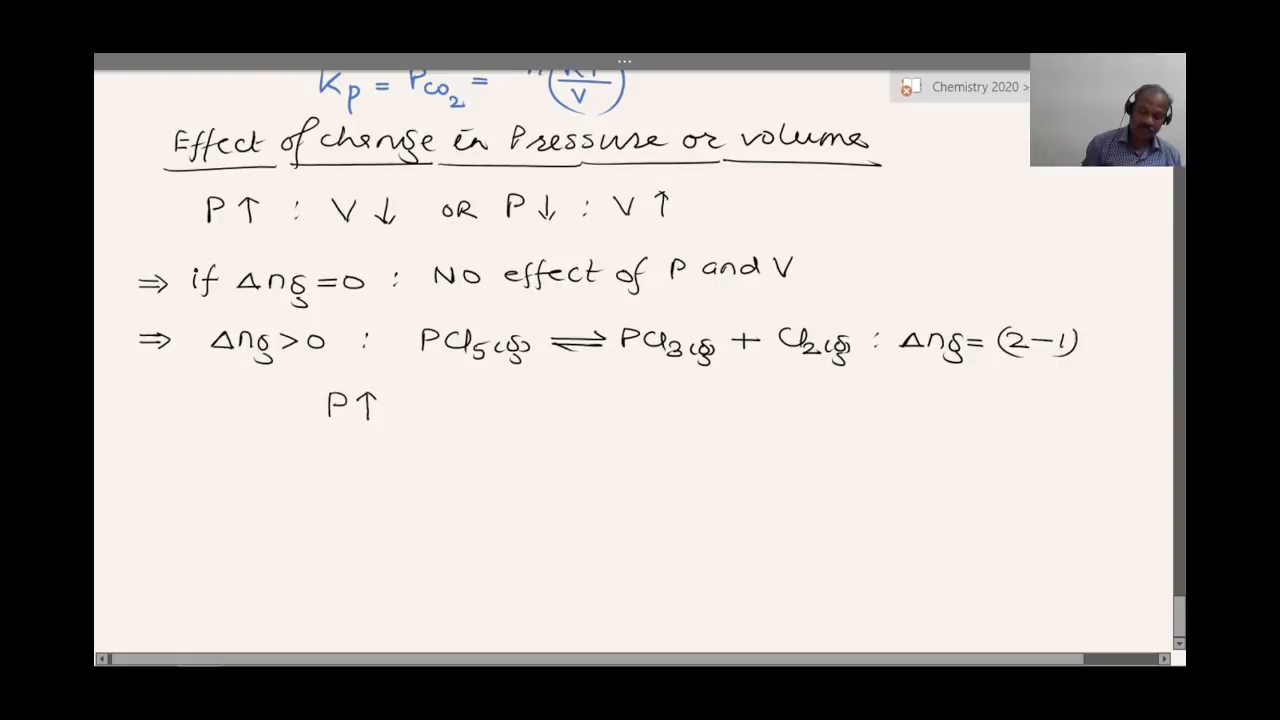 Kp = PCO2 = n(RT/V)
Chemistry 2020 >
Effect of change in Pressure or volume
P↑ : V↓ OR P↓ : V↑
⇒ if Δng=0 : NO effect of P and V
⇒ Δng>0 : PCl5(g) ⇌ PCl3(g) + Cl2(g) : Δng= (2-1)
P↑